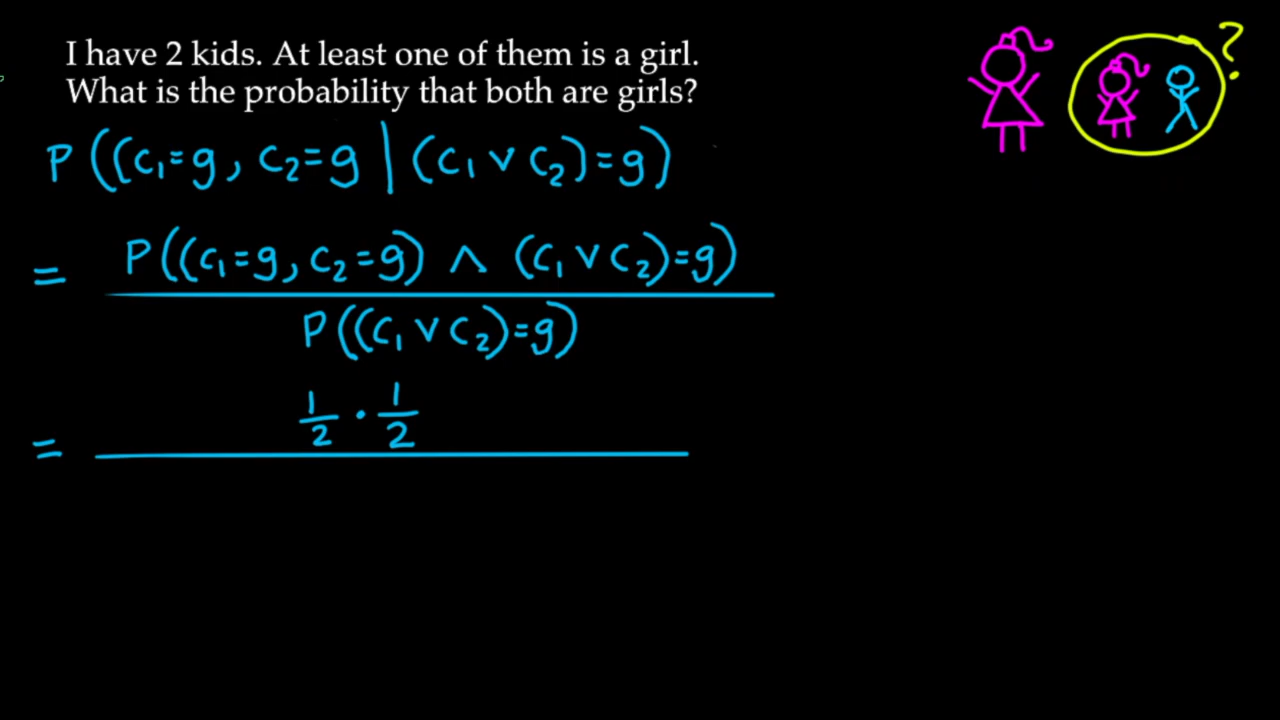 I have 2 kids. At least one of them is a girl.
What is the probability that both are girls?
?
P((c₁=g, c₂=g | (c₁ ∨ c₂)=g)
= P((c₁=g, c₂=g) ∧ (c₁ ∨ c₂)=g)
P((c₁ ∨ c₂)=g)
= 1/2 · 1/2